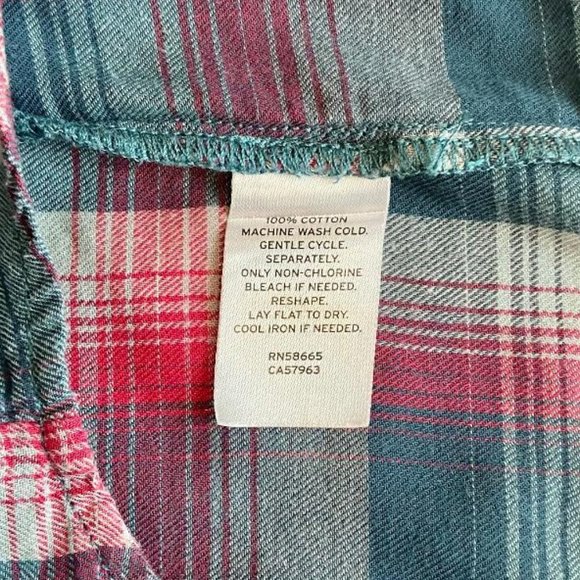 100% COTTON
MACHINE WASH COLD.
GENTLE CYCLE.
SEPARATELY.
ONLY NON-CHLORINE
BLEACH IF NEEDED.
RESHAPE.
LAY FLAT TO DRY.
COOL IRON IF NEEDED.
RN58665
CA57963